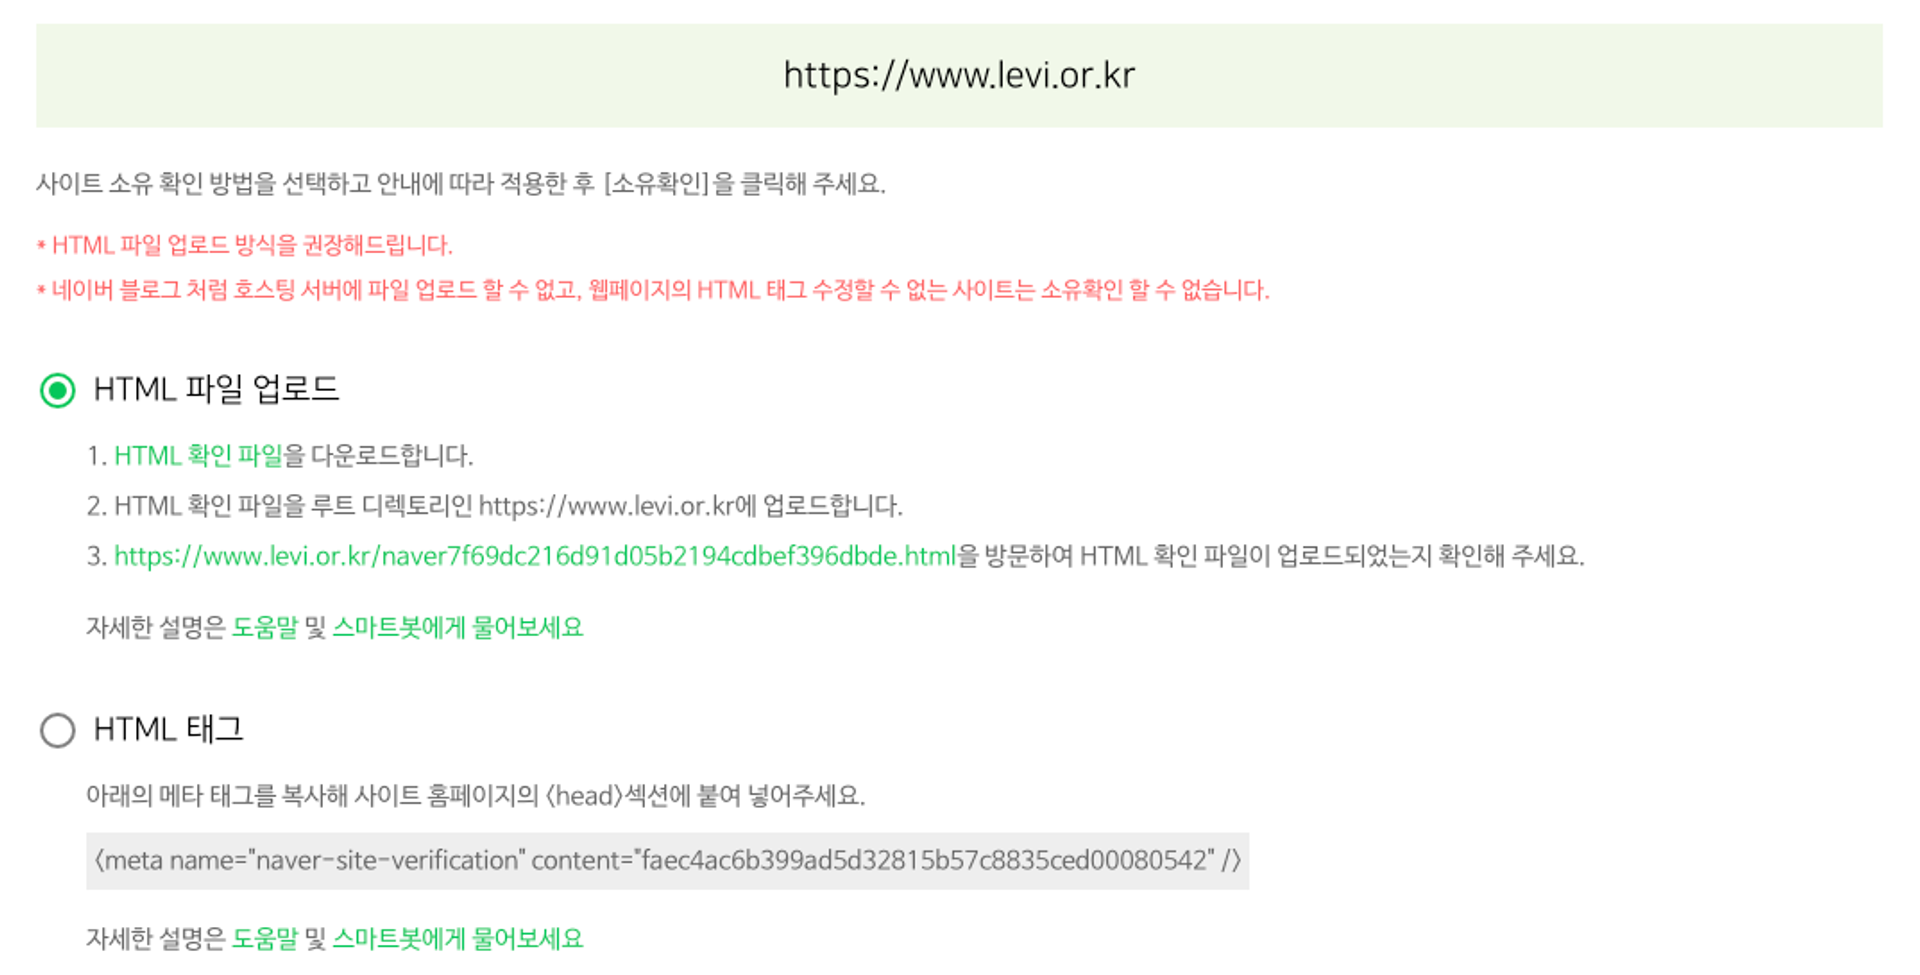 https://www.levi.or.kr
사이트 소유 확인 방법을 선택하고 안내에 따라 적용한 후 [소유확인]을 클릭해 주세요.
* HTML 파일 업로드 방식을 권장해드립니다.
* 네이버 블로그 처럼 호스팅 서버에 파일 업로드 할 수 없고, 웹페이지의 HTML 태그 수정할 수 없는 사이트는 소유확인 할 수 없습니다.
HTML 파일 업로드
1. HTML 확인 파일을 다운로드합니다.
2. HTML 확인 파일을 루트 디렉토리인 https://www.levi.or.kr에 업로드합니다.
3. https://www.levi.or.kr/naver7f69dc216d91d05b2194cdbef396dbde.html을 방문하여 HTML 확인 파일이 업로드되었는지 확인해 주세요.
자세한 설명은 도움말 및 스마트봇에게 물어보세요
HTML 태그
아래의 메타 태그를 복사해 사이트 홈페이지의 <head>섹션에 붙여 넣어주세요.
<meta name="naver-site-verification" content="faec4ac6b399ad5d32815b57c8835ced00080542" />
자세한 설명은 도움말 및 스마트봇에게 물어보세요